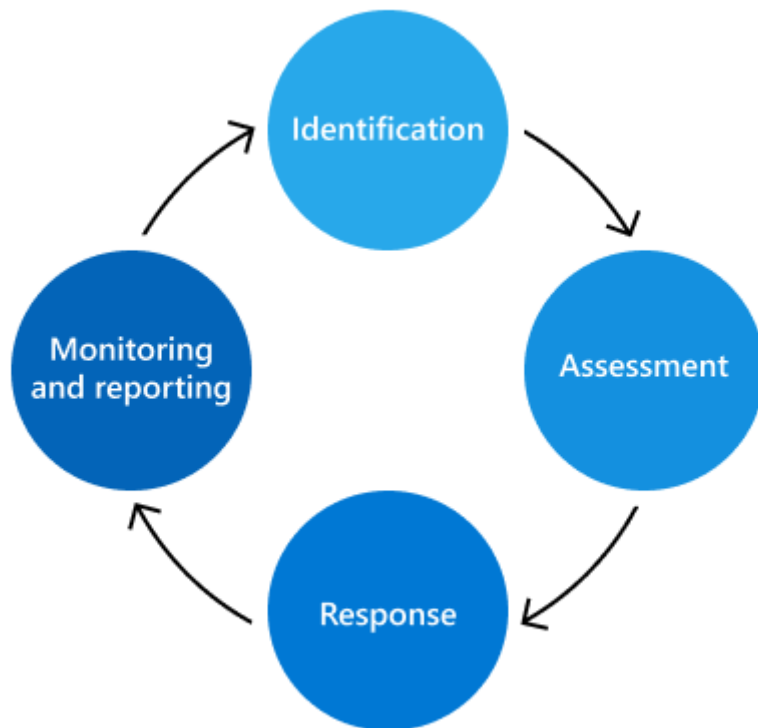 Identification
Assessment
Response
Monitoring
and reporting